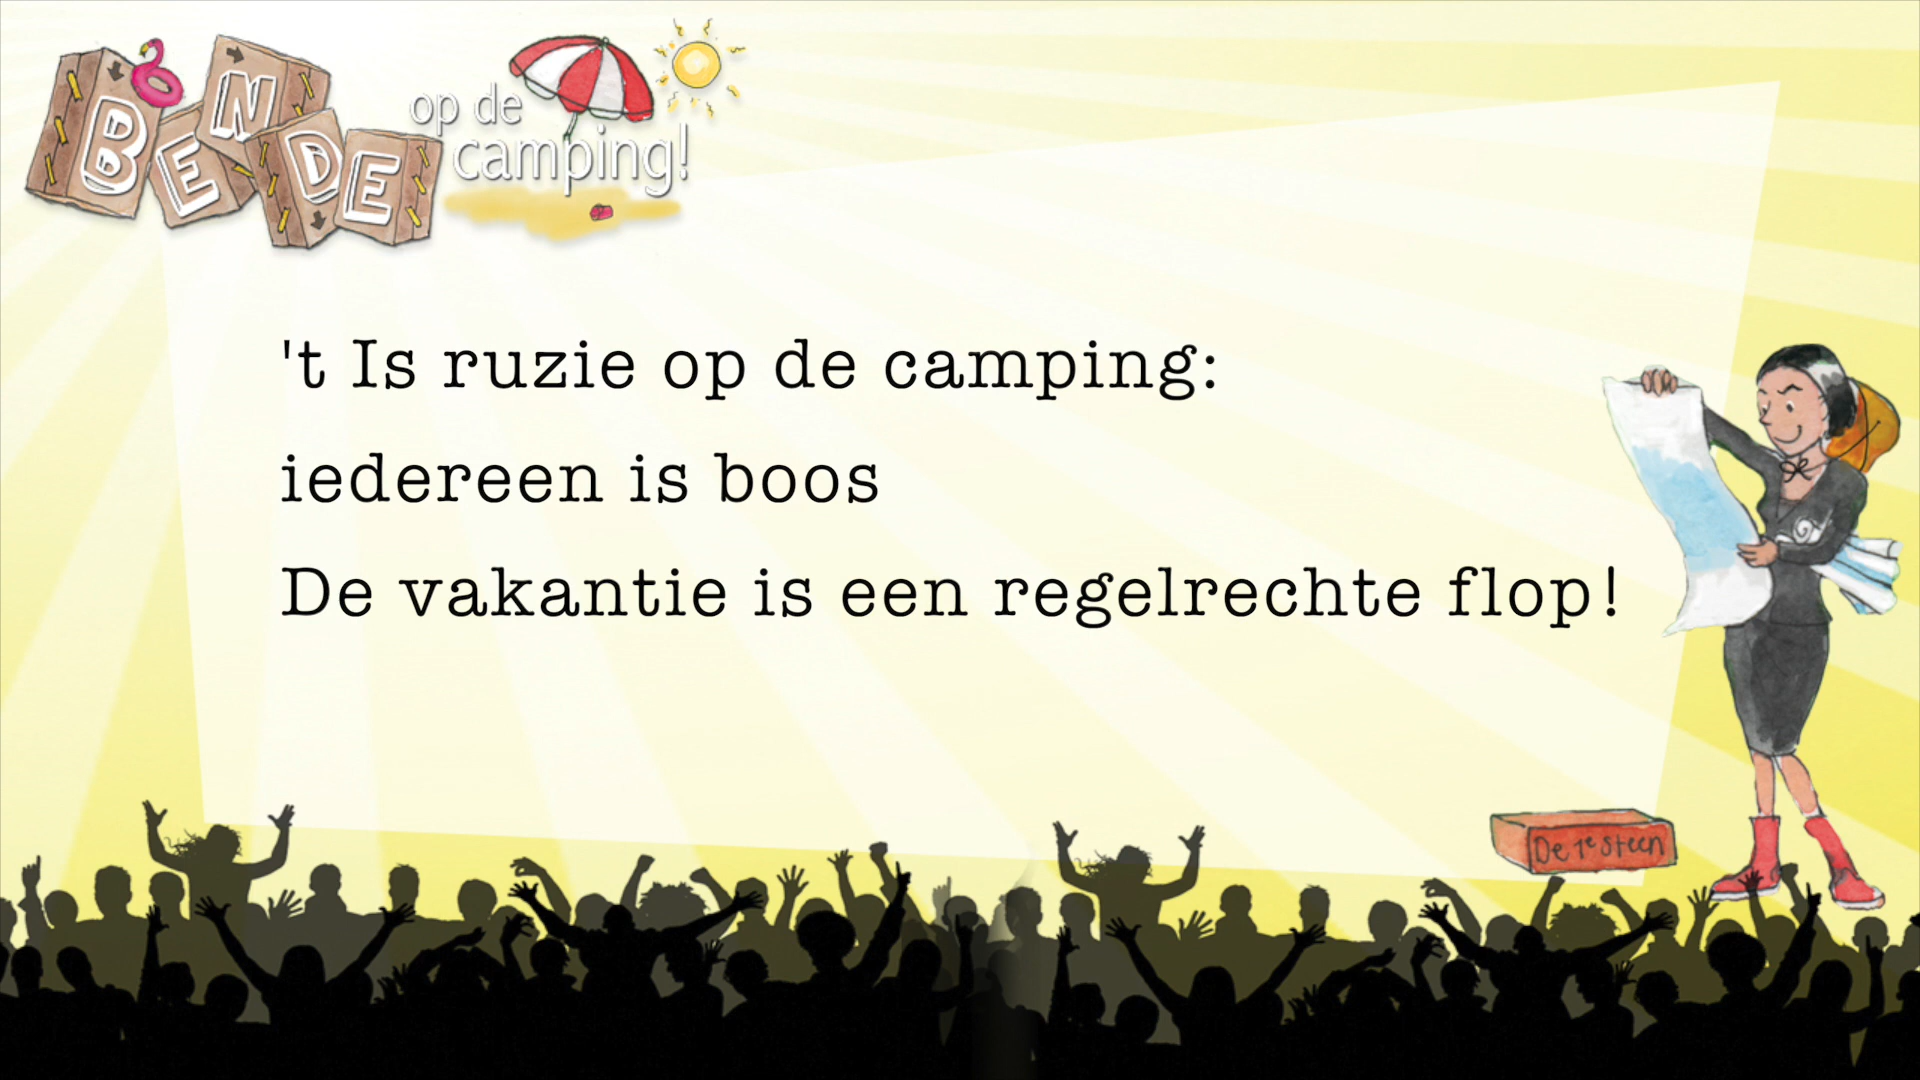 BENDE
op de
camping!
't Is ruzie op de camping:
iedereen is boos
De vakantie is een regelrechte flop!
De 1e steen